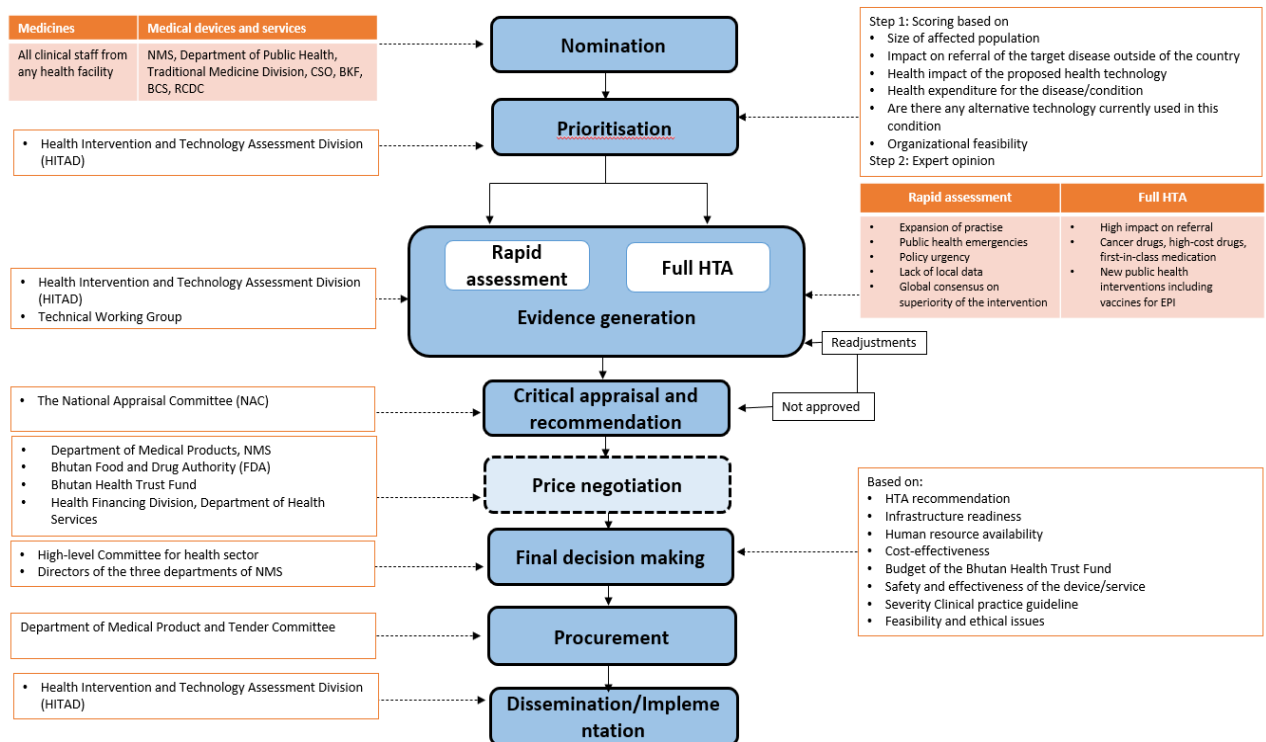 Medicines
Medical devices and services
All clinical staff from
any health facility
NMS, Department of Public Health,
Traditional Medicine Division, CSO, BKF,
BCS, RCDC
Nomination
Step 1: Scoring based on
• Size of affected population
• Impact on referral of the target disease outside of the country
• Health impact of the proposed health technology
• Health expenditure for the disease/condition
• Are there any alternative technology currently used in this
condition
• Organizational feasibility
Step 2: Expert opinion
• Health Intervention and Technology Assessment Division
(HITAD)
Prioritisation
Rapid assessment
Full HTA
• Expansion of practise
• Public health emergencies
• Policy urgency
• Lack of local data
• Global consensus on
superiority of the intervention
• High impact on referral
• Cancer drugs, high-cost drugs,
first-in-class medication
• New public health
interventions including
vaccines for EPI
• Health Intervention and Technology Assessment Division
(HITAD)
• Technical Working Group
Rapid
assessment
Full HTA
Evidence generation
Readjustments
• The National Appraisal Committee (NAC)
Critical appraisal and
recommendation
Not approved
• Department of Medical Products, NMS
• Bhutan Food and Drug Authority (FDA)
• Bhutan Health Trust Fund
• Health Financing Division, Department of Health
Services
Price negotiation
Based on:
• HTA recommendation
• Infrastructure readiness
• Human resource availability
• Cost-effectiveness
• Budget of the Bhutan Health Trust Fund
• Safety and effectiveness of the device/service
• Severity Clinical practice guideline
• Feasibility and ethical issues
• High-level Committee for health sector
• Directors of the three departments of NMS
Final decision making
Department of Medical Product and Tender Committee
Procurement
• Health Intervention and Technology Assessment Division
(HITAD)
Dissemination/Impleme
ntation